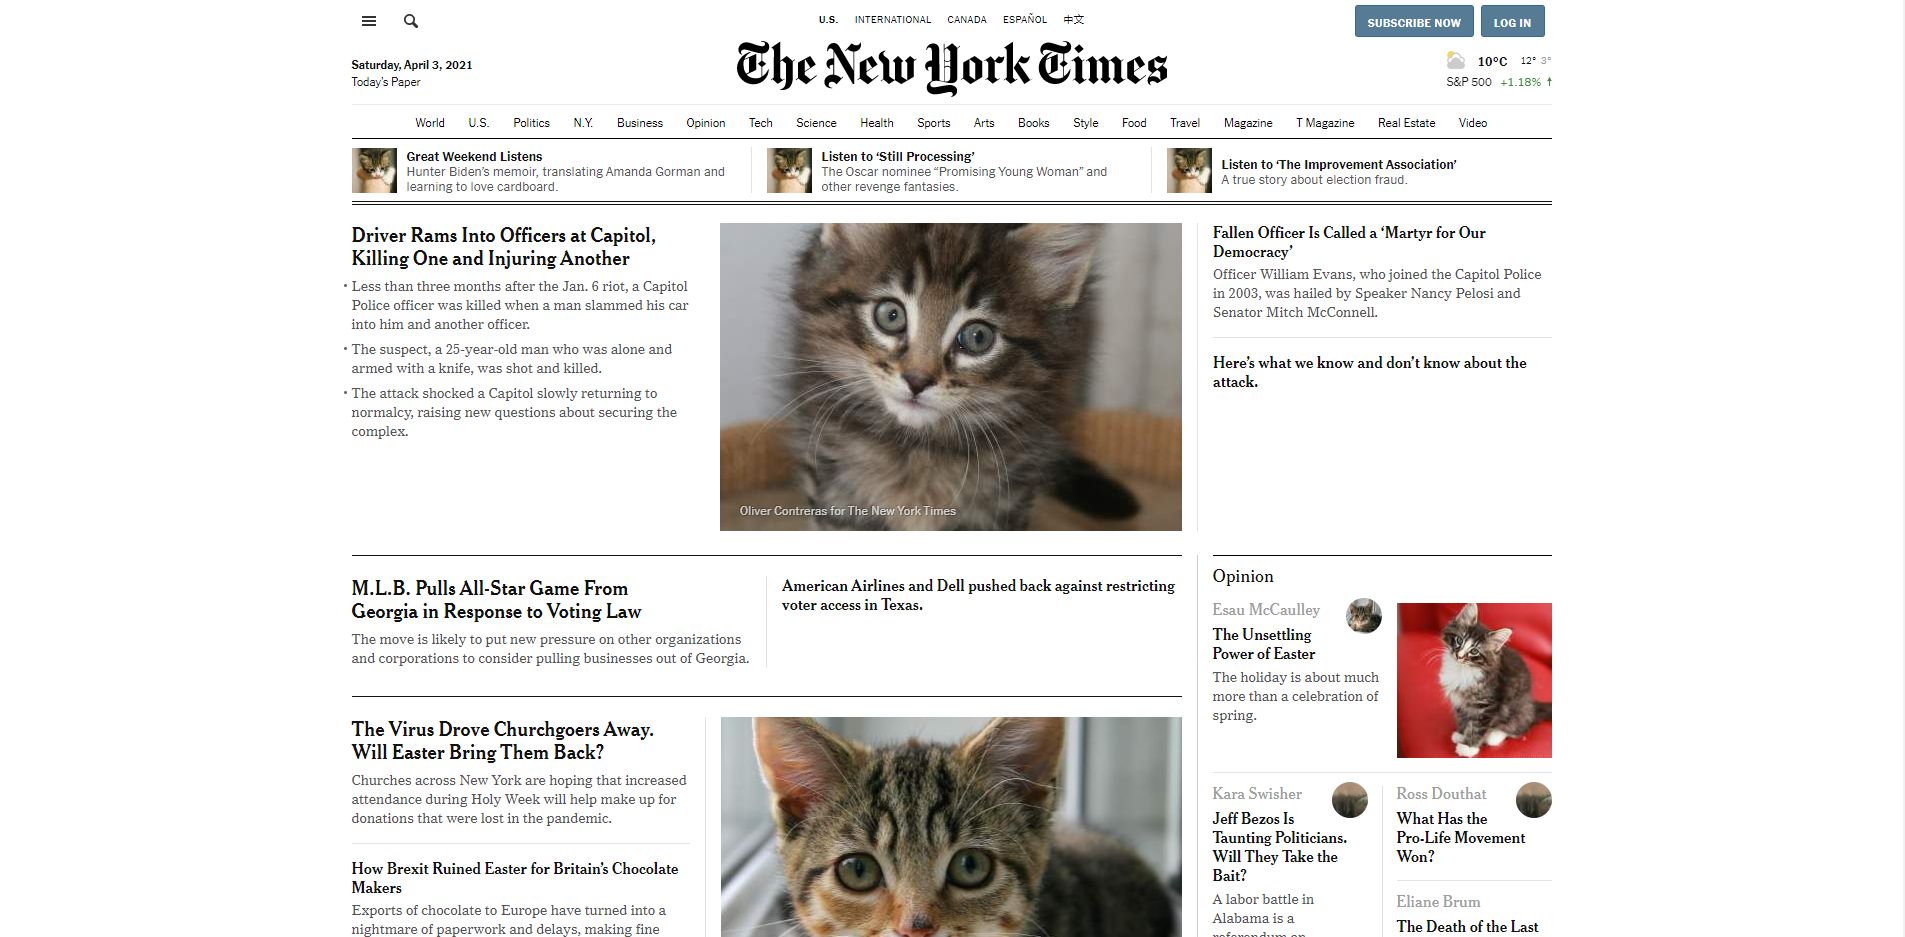 U.S. INTERNATIONAL CANADA ESPAÑOL 中文
SUBSCRIBE NOW LOG IN
The New York Times
Saturday, April 3, 2021
Today's Paper
10°C 12° 3°
S&P 500 +1.18% ↑
World U.S. Politics N.Y. Business Opinion Tech Science Health Sports Arts Books Style Food Travel Magazine T Magazine Real Estate Video
Great Weekend Listens
Hunter Biden's memoir, translating Amanda Gorman and
learning to love cardboard.
Listen to ‘Still Processing’
The Oscar nominee “Promising Young Woman” and
other revenge fantasies.
Listen to ‘The Improvement Association’
A true story about election fraud.
Driver Rams Into Officers at Capitol,
Killing One and Injuring Another
• Less than three months after the Jan. 6 riot, a Capitol
Police officer was killed when a man slammed his car
into him and another officer.
• The suspect, a 25-year-old man who was alone and
armed with a knife, was shot and killed.
• The attack shocked a Capitol slowly returning to
normalcy, raising new questions about securing the
complex.
Oliver Contreras for The New York Times
Fallen Officer Is Called a ‘Martyr for Our
Democracy’
Officer William Evans, who joined the Capitol Police
in 2003, was hailed by Speaker Nancy Pelosi and
Senator Mitch McConnell.
Here’s what we know and don’t know about the
attack.
M.L.B. Pulls All-Star Game From
Georgia in Response to Voting Law
The move is likely to put new pressure on other organizations
and corporations to consider pulling businesses out of Georgia.
American Airlines and Dell pushed back against restricting
voter access in Texas.
The Virus Drove Churchgoers Away.
Will Easter Bring Them Back?
Churches across New York are hoping that increased
attendance during Holy Week will help make up for
donations that were lost in the pandemic.
How Brexit Ruined Easter for Britain’s Chocolate
Makers
Exports of chocolate to Europe have turned into a
nightmare of paperwork and delays, making fine
Opinion
Esau McCaulley
The Unsettling
Power of Easter
The holiday is about much
more than a celebration of
spring.
Kara Swisher
Jeff Bezos Is
Taunting Politicians.
Will They Take the
Bait?
A labor battle in
Alabama is a
referendum on
Ross Douthat
What Has the
Pro-Life Movement
Won?
Eliane Brum
The Death of the Last